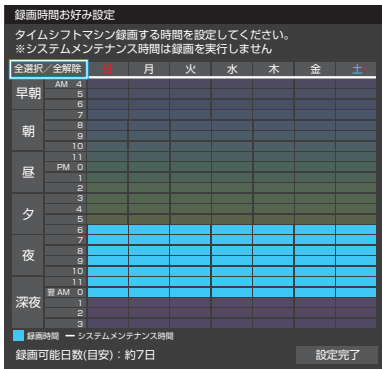 録画時間お好み設定
タイムシフトマシン録画する時間を設定してください。
※システムメンテナンス時間は録画を実行しません
全選択／全解除 日 月 火 水 木 金 土
早朝 AM 4
5
6
朝 7
8
9
10
昼 11
PM 0
1
2
夕 3
4
5
夜 6
7
8
9
10
深夜 11
翌AM 0
1
2
3
録画時間 ー システムメンテナンス時間
録画可能日数(目安)：約7日 設定完了